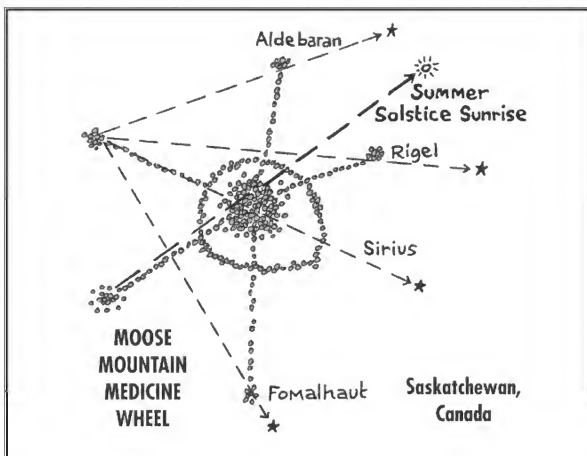 Aldebaran
Summer
Solstice Sunrise
Rigel
Sirius
MOOSE
MOUNTAIN
MEDICINE
WHEEL
Fomalhaut
Saskatchewan,
Canada